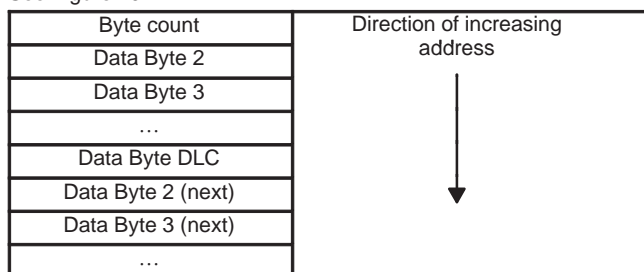 Byte count
Data Byte 2
Data Byte 3
…
Data Byte DLC
Data Byte 2 (next)
Data Byte 3 (next)
…
Direction of increasing
address